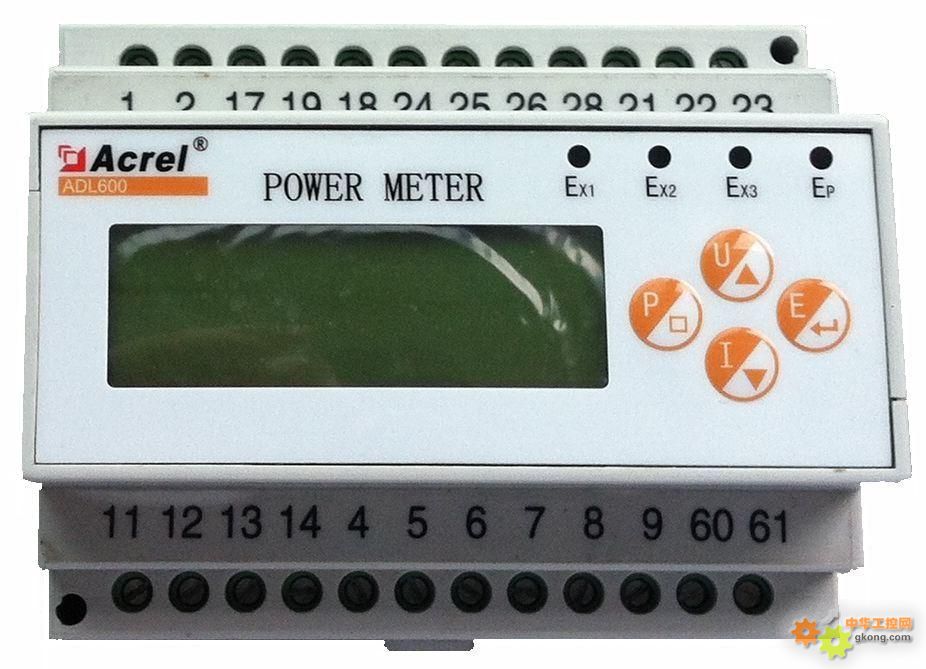 1 2 17 19 18 24 25 26 28 21 22 23
Acrel®
ADL600
POWER METER
EX1 EX2 EX3 EP
U
P E
I
11 12 13 14 4 5 6 7 8 9 60 61
中华工控网
gkong.com